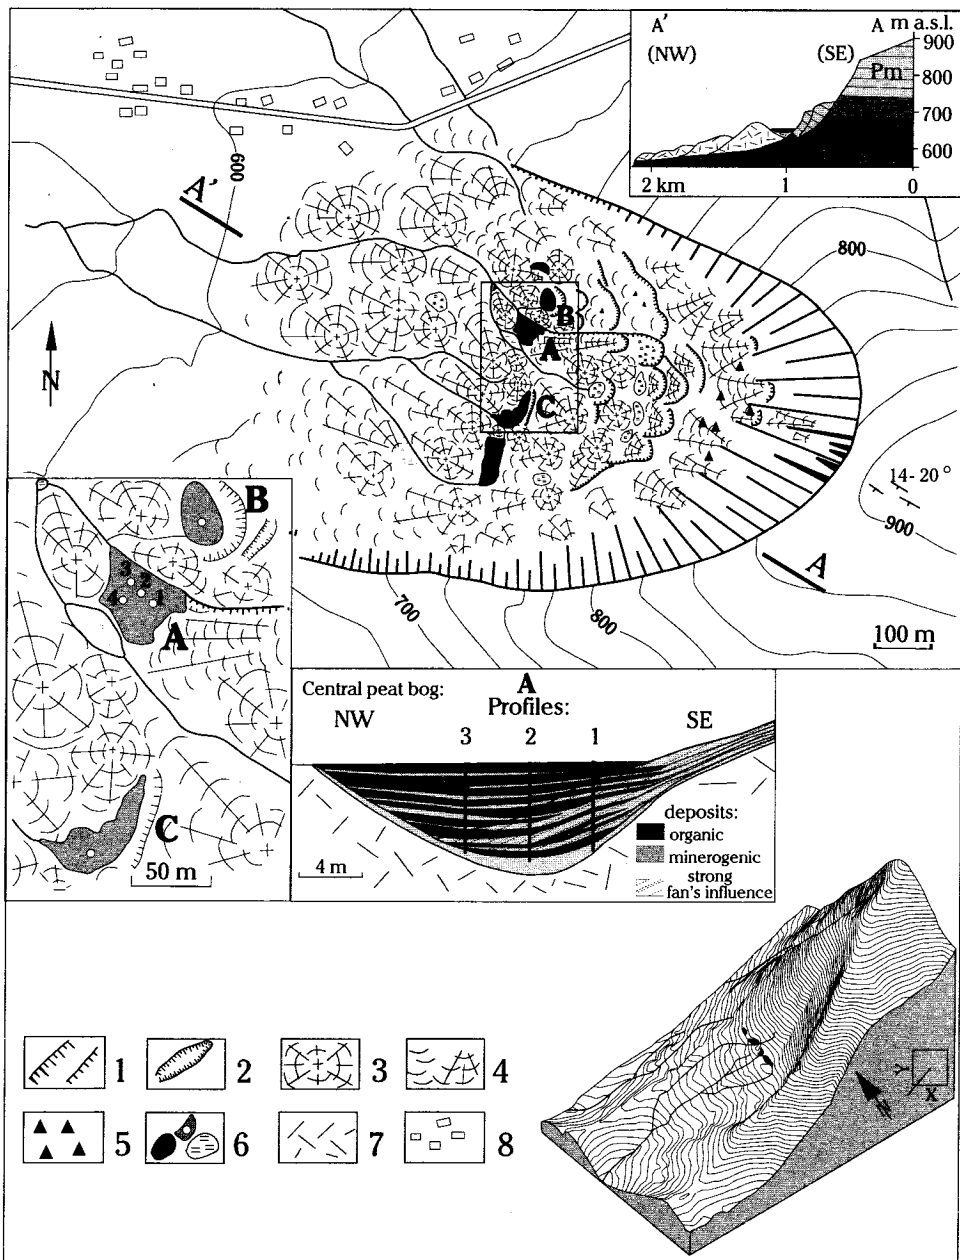 A' A m a.s.l.
(NW) (SE) 900
Pm 800
700
600
2 km 1 0
600
A'
800
B
A
C
N
14-20°
900
A
700
800
100 m
B
3
2
4 1
A
C
50 m
Central peat bog: A
Profiles:
NW SE
3 2 1
deposits:
organic
minerogenic
strong
fan's influence
4 m
1 2 3 4
5 6 7 8
Y
X
N